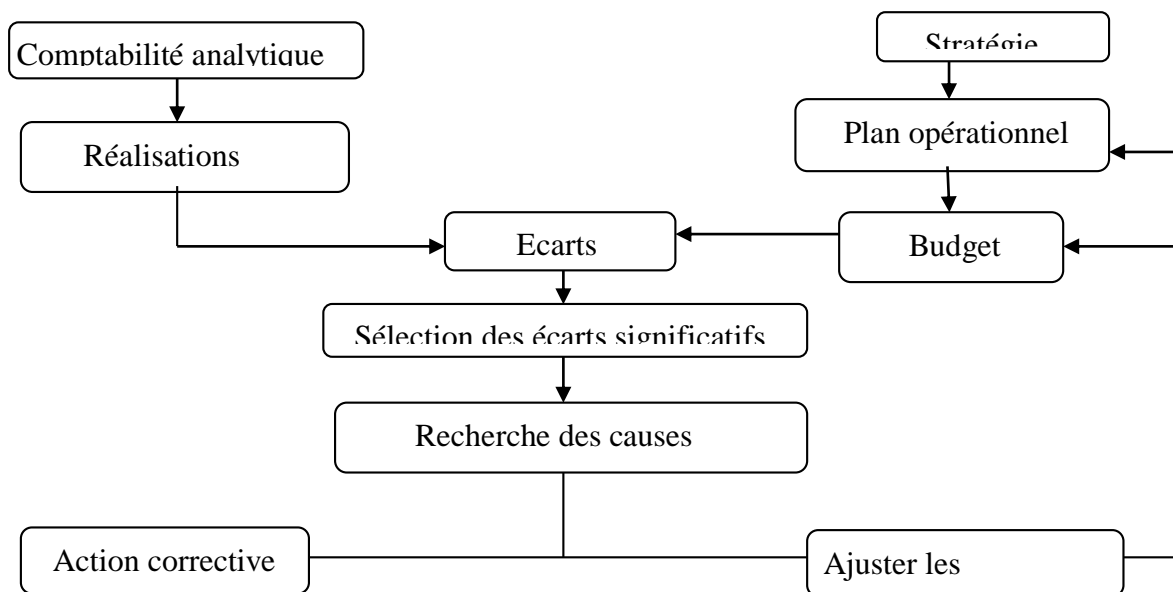 Comptabilité analytique
Stratégie
Plan opérationnel
Réalisations
Ecarts
Budget
Sélection des écarts significatifs
Recherche des causes
Action corrective
Ajuster les